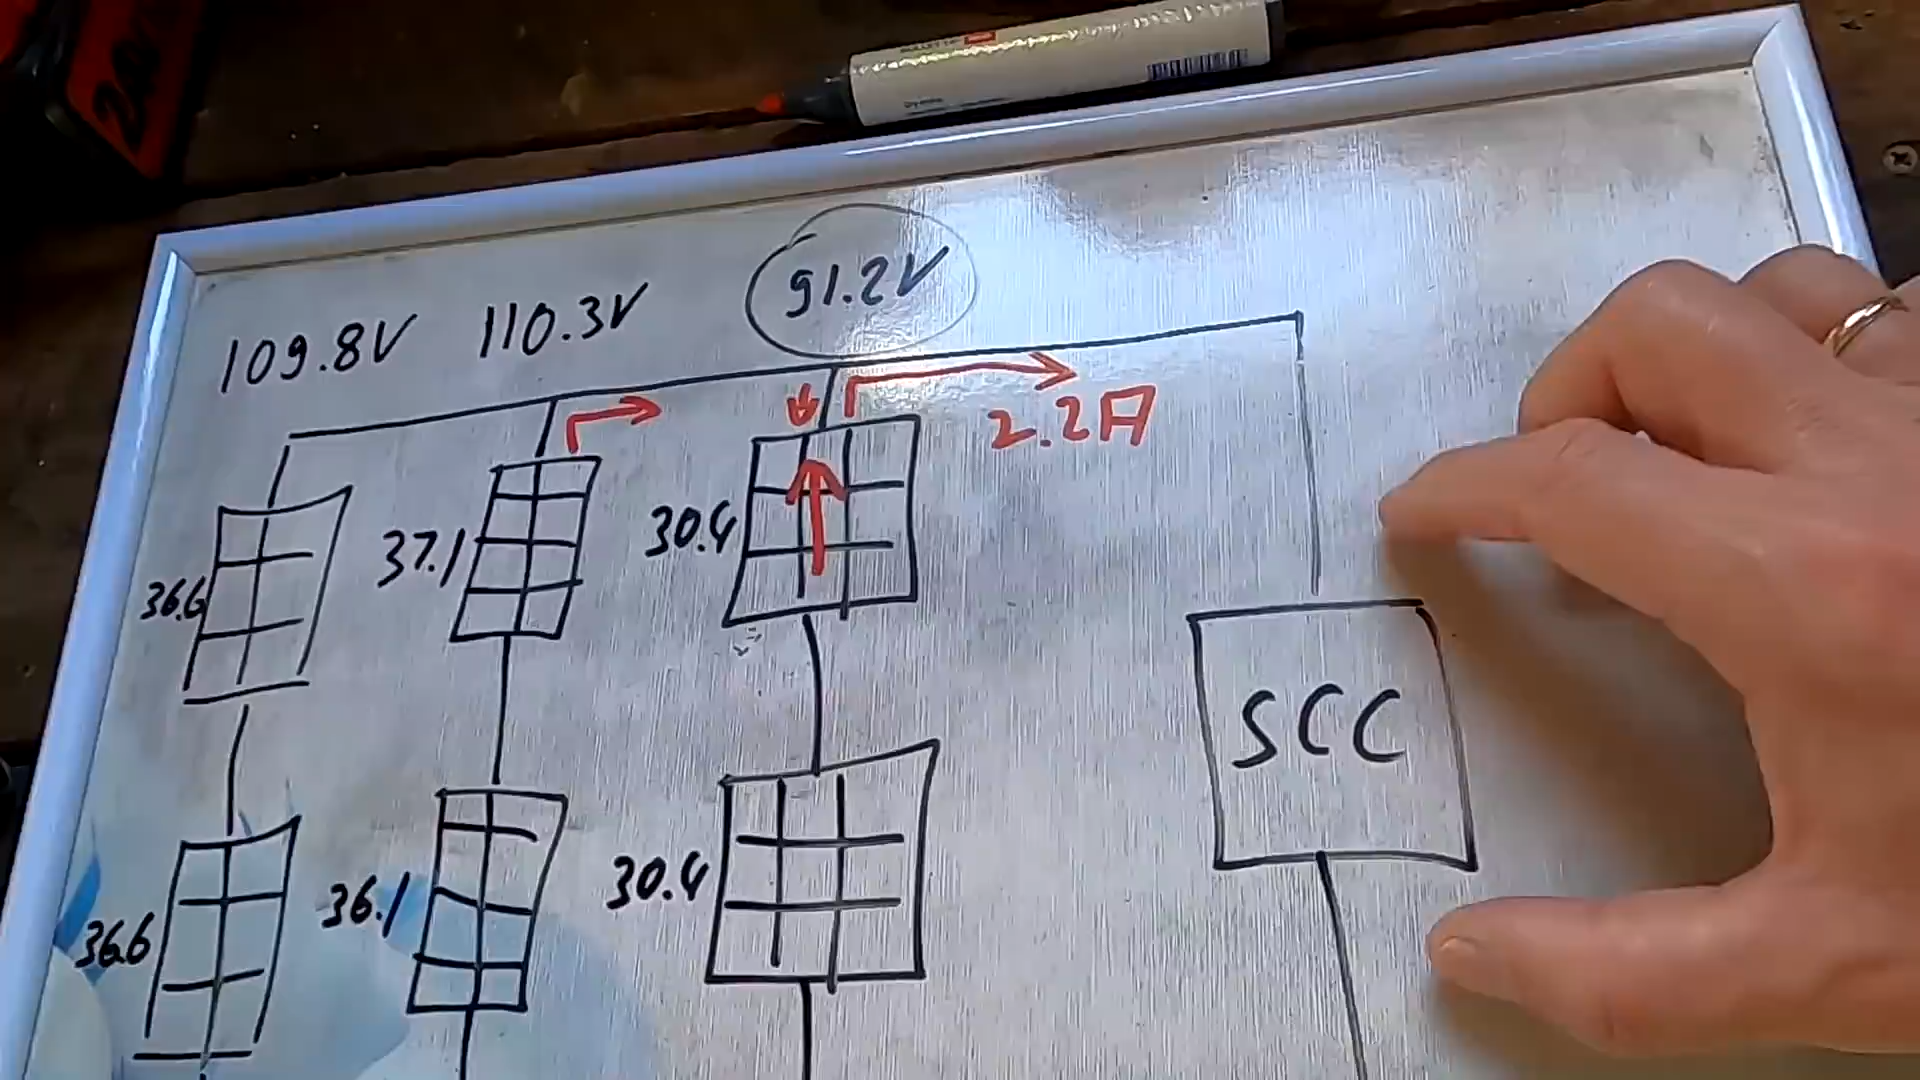 109.8V 110.3V 91.2V
2.2A
36.6 37.1 30.4
SCC
36.6 36.1 30.4